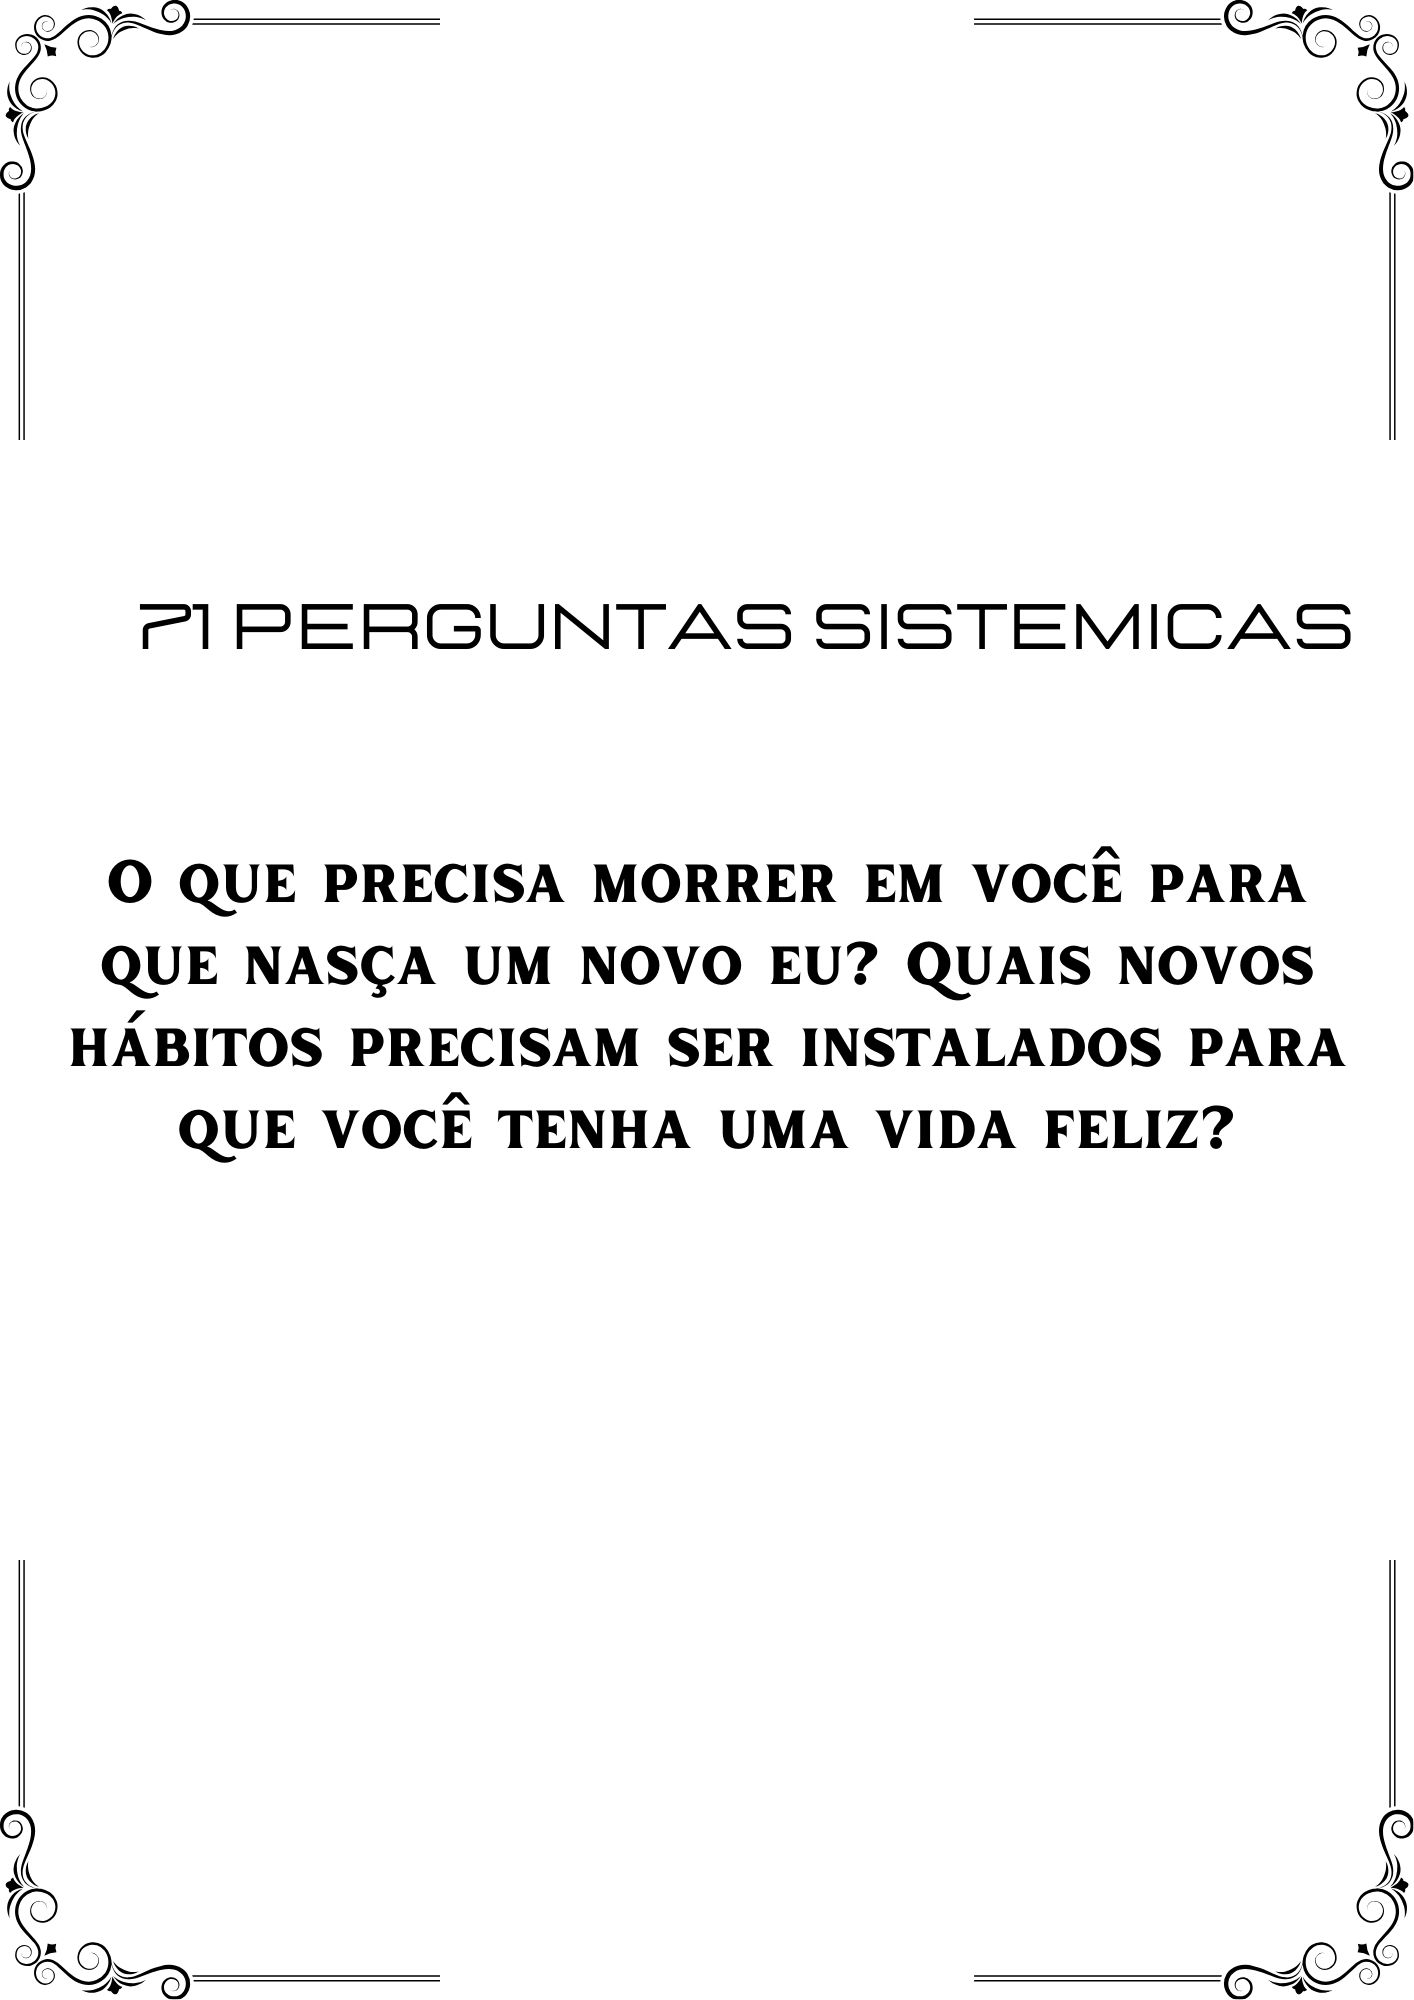 71 PERGUNTAS SISTEMICAS
O QUE PRECISA MORRER EM VOCÊ PARA
QUE NASÇA UM NOVO EU? QUAIS NOVOS
HÁBITOS PRECISAM SER INSTALADOS PARA
QUE VOCÊ TENHA UMA VIDA FELIZ?